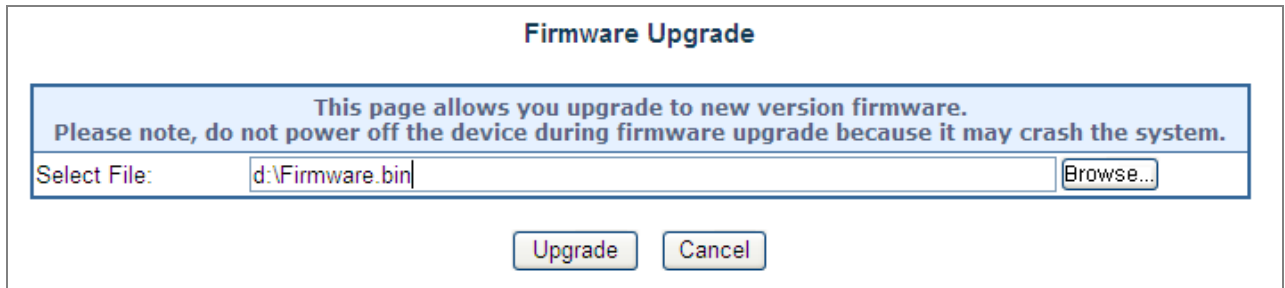 Firmware Upgrade
This page allows you upgrade to new version firmware.
Please note, do not power off the device during firmware upgrade because it may crash the system.
Select File: d:\Firmware.bin Browse...
Upgrade Cancel